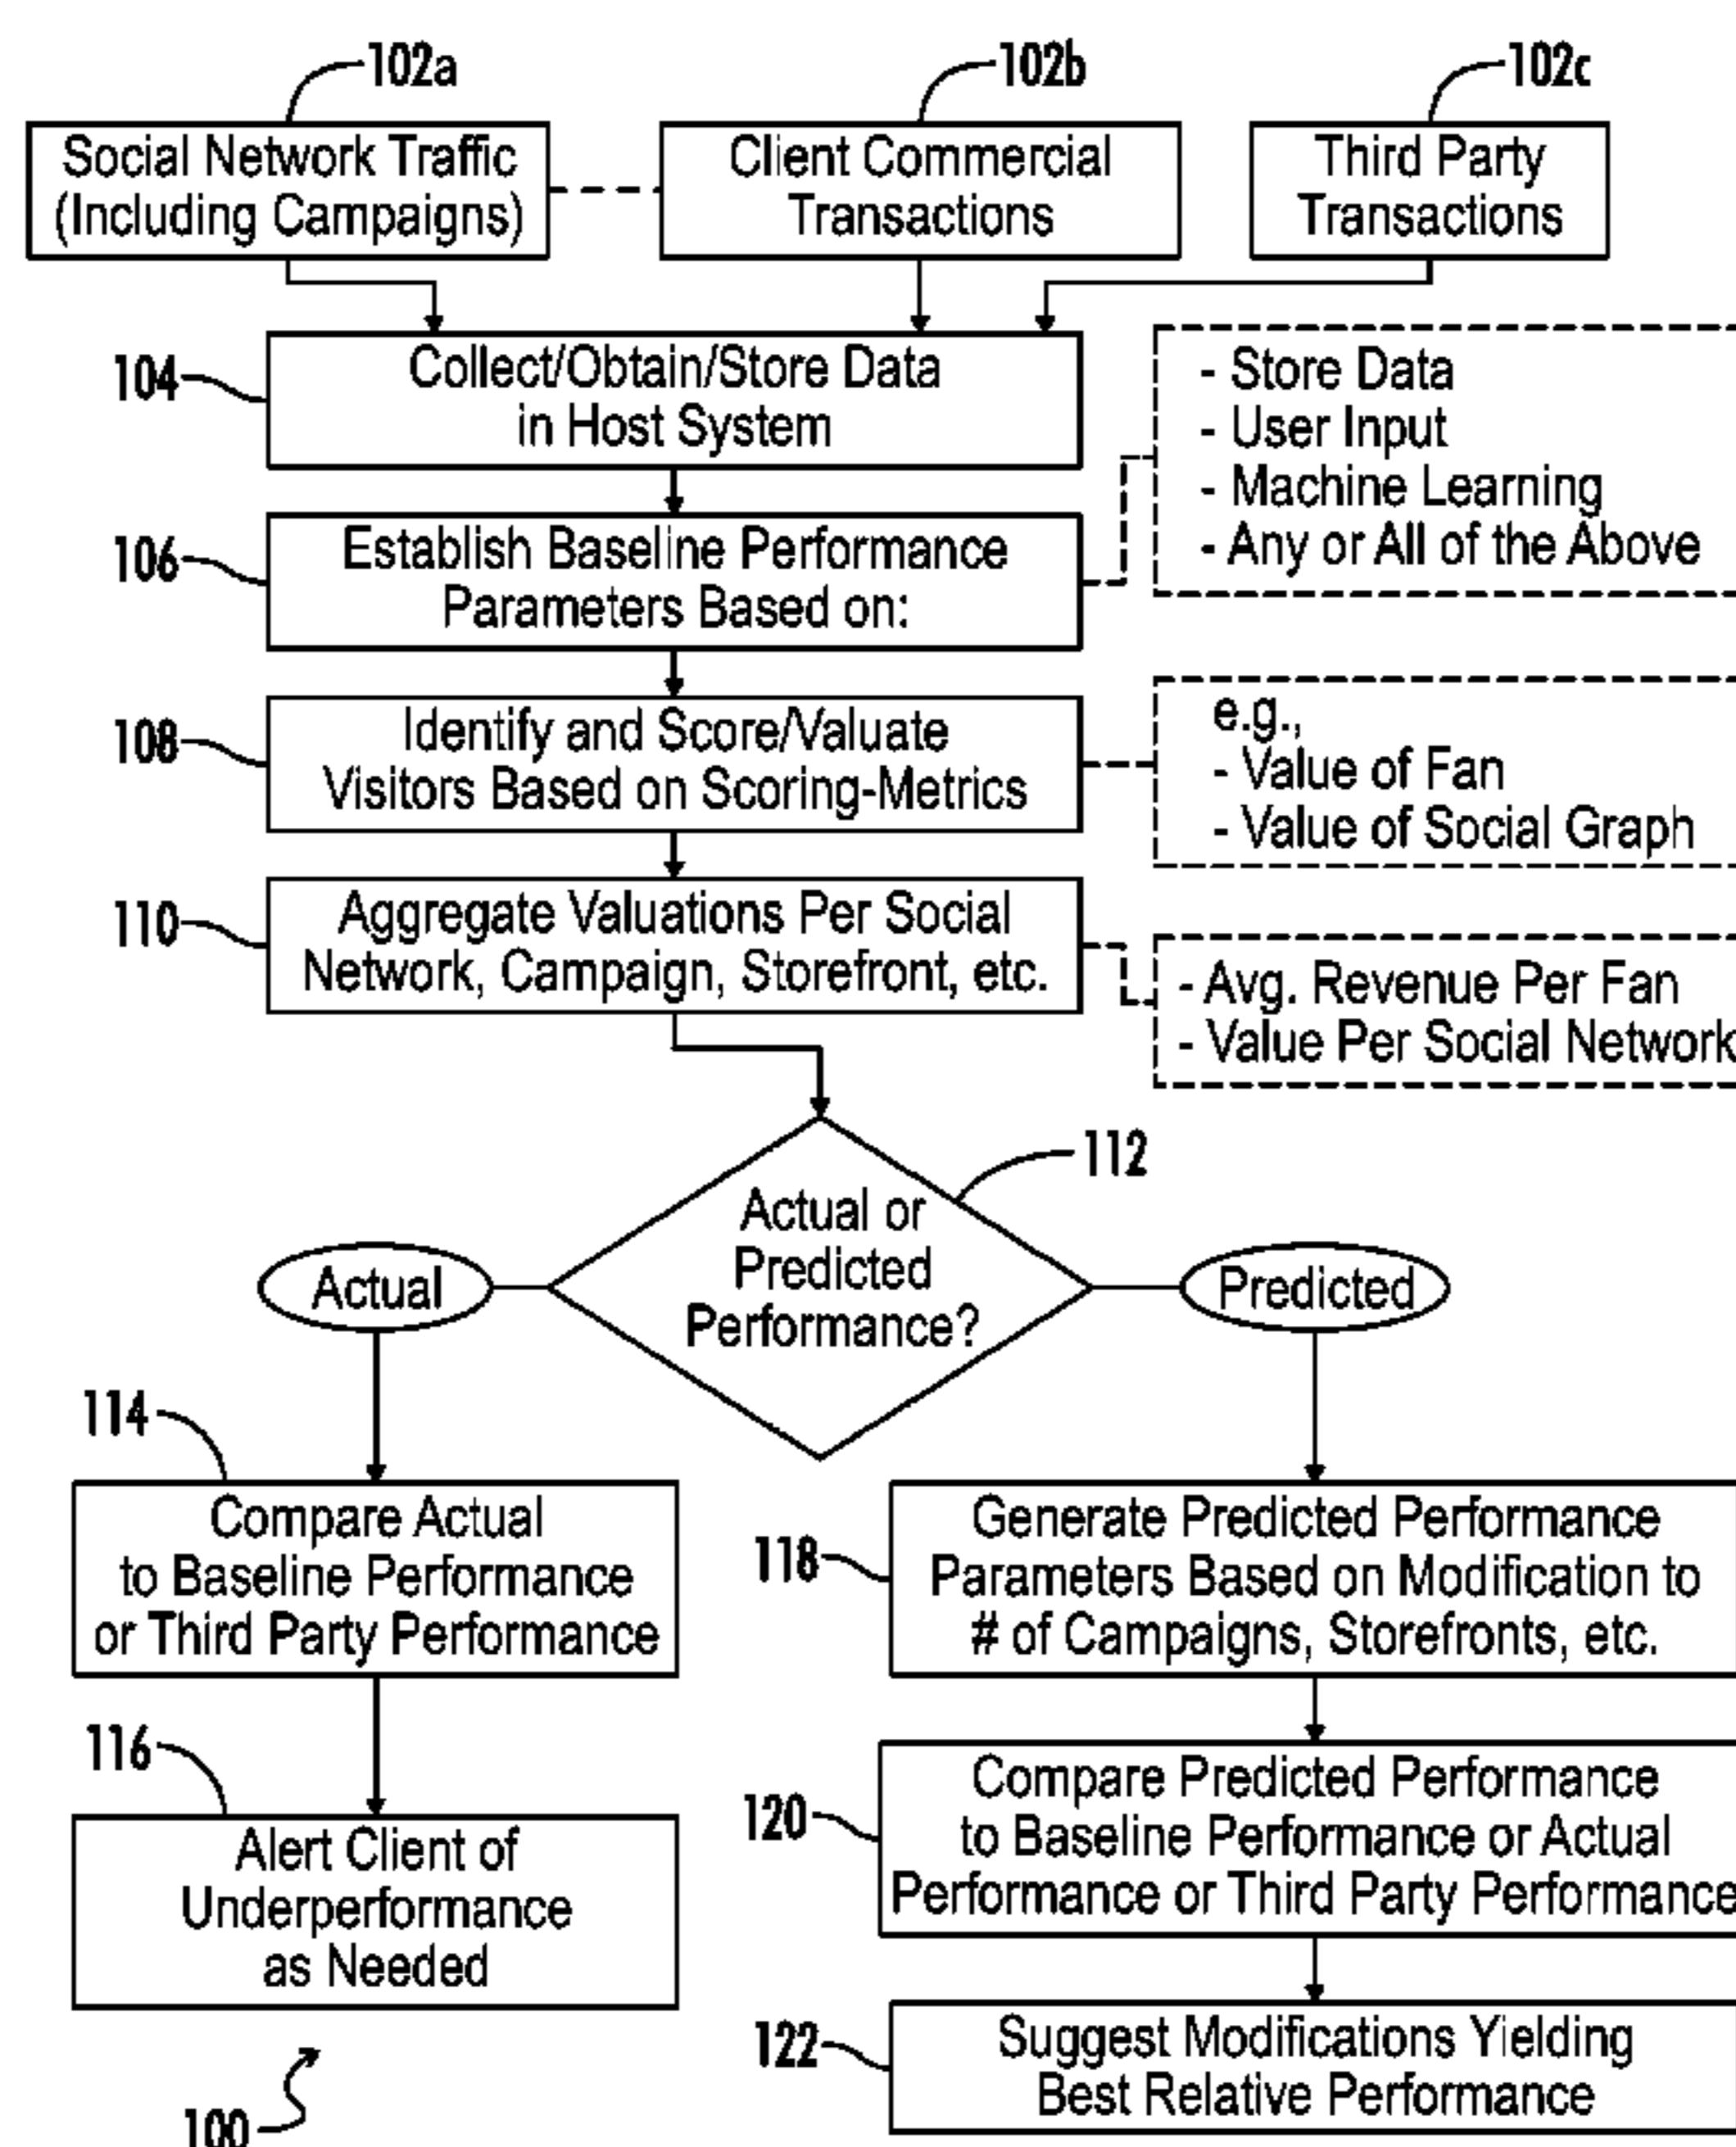 102a
102b
102c
Social Network Traffic
(Including Campaigns)
Client Commercial
Transactions
Third Party
Transactions
104
Collect/Obtain/Store Data
in Host System
- Store Data
- User Input
- Machine Learning
- Any or All of the Above
106
Establish Baseline Performance
Parameters Based on:
108
Identify and Score/Valuate
Visitors Based on Scoring-Metrics
e.g.,
- Value of Fan
- Value of Social Graph
110
Aggregate Valuations Per Social
Network, Campaign, Storefront, etc.
- Avg. Revenue Per Fan
- Value Per Social Network
112
Actual or
Predicted
Performance?
Actual
Predicted
114
Compare Actual
to Baseline Performance
or Third Party Performance
116
Alert Client of
Underperformance
as Needed
118
Generate Predicted Performance
Parameters Based on Modification to
# of Campaigns, Storefronts, etc.
120
Compare Predicted Performance
to Baseline Performance or Actual
Performance or Third Party Performance
122
Suggest Modifications Yielding
Best Relative Performance
100